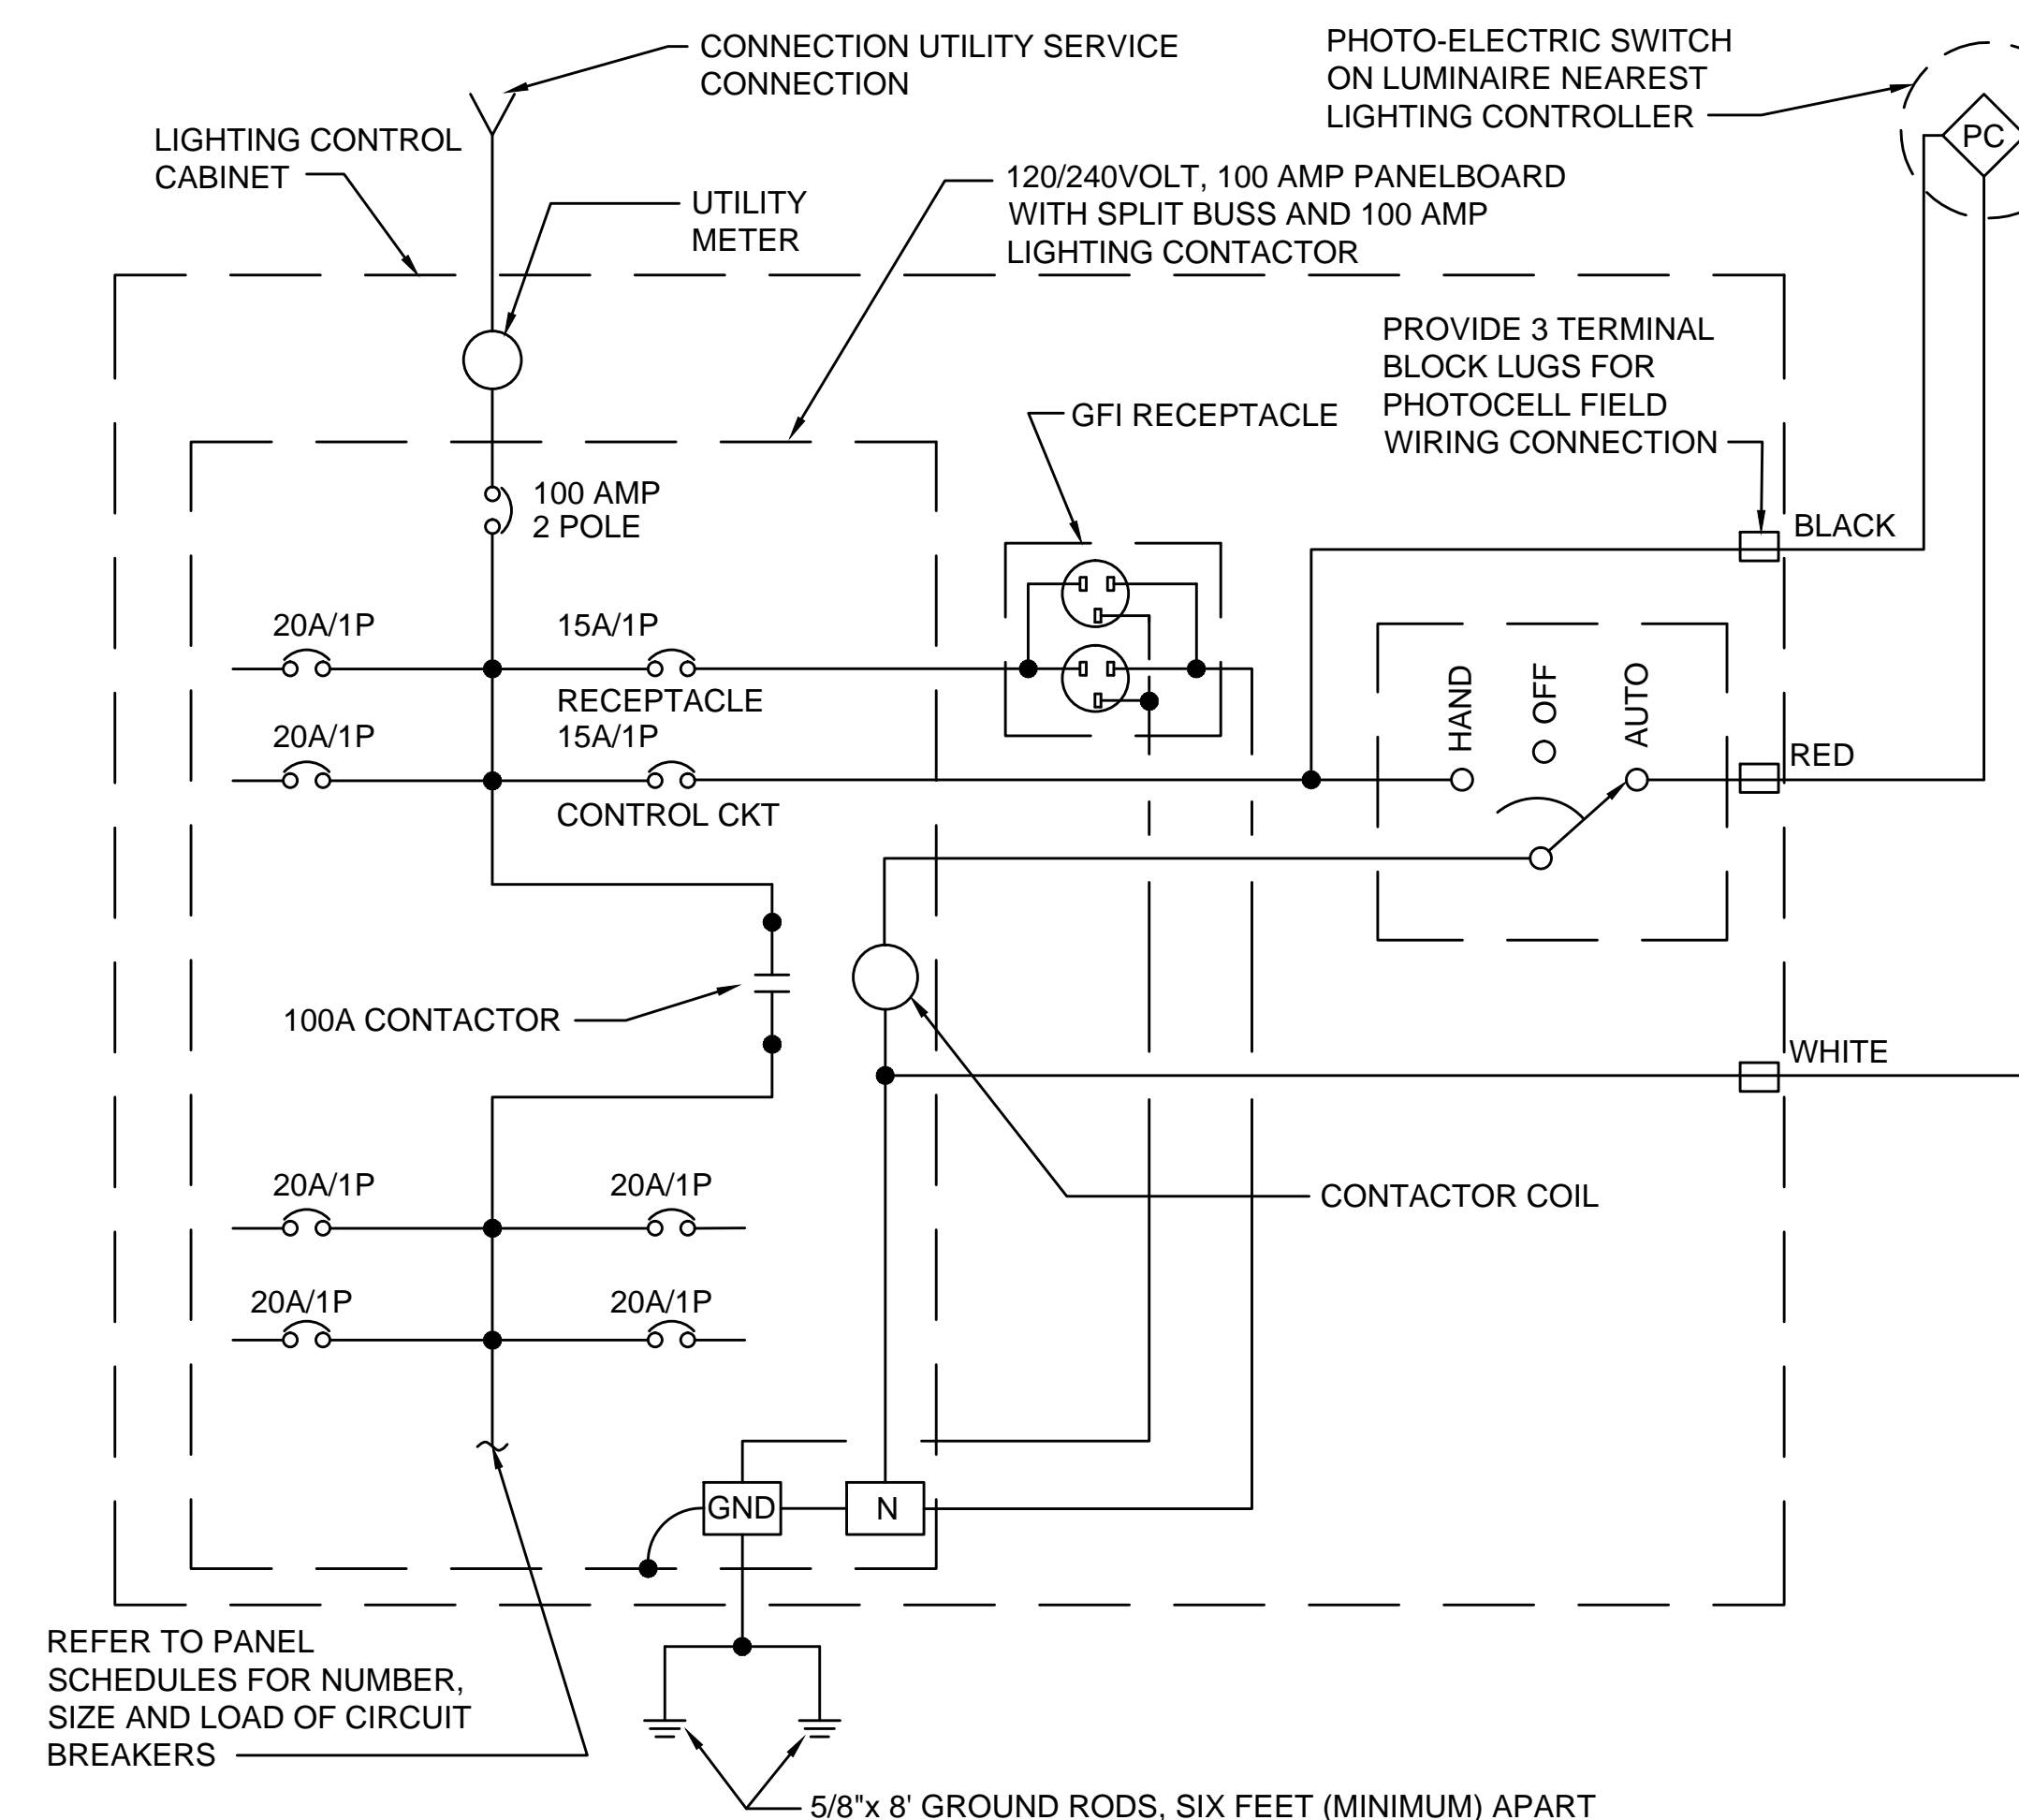 CONNECTION UTILITY SERVICE
CONNECTION
PHOTO-ELECTRIC SWITCH
ON LUMINAIRE NEAREST
LIGHTING CONTROLLER
PC
LIGHTING CONTROL
CABINET
UTILITY
METER
120/240VOLT, 100 AMP PANELBOARD
WITH SPLIT BUSS AND 100 AMP
LIGHTING CONTACTOR
PROVIDE 3 TERMINAL
BLOCK LUGS FOR
PHOTOCELL FIELD
WIRING CONNECTION
GFI RECEPTACLE
100 AMP
2 POLE
BLACK
20A/1P
15A/1P
RECEPTACLE
20A/1P
15A/1P
CONTROL CKT
HAND
OFF
AUTO
RED
100A CONTACTOR
WHITE
20A/1P
20A/1P
CONTACTOR COIL
20A/1P
20A/1P
GND
N
REFER TO PANEL
SCHEDULES FOR NUMBER,
SIZE AND LOAD OF CIRCUIT
BREAKERS
5/8"x 8' GROUND RODS, SIX FEET (MINIMUM) APART